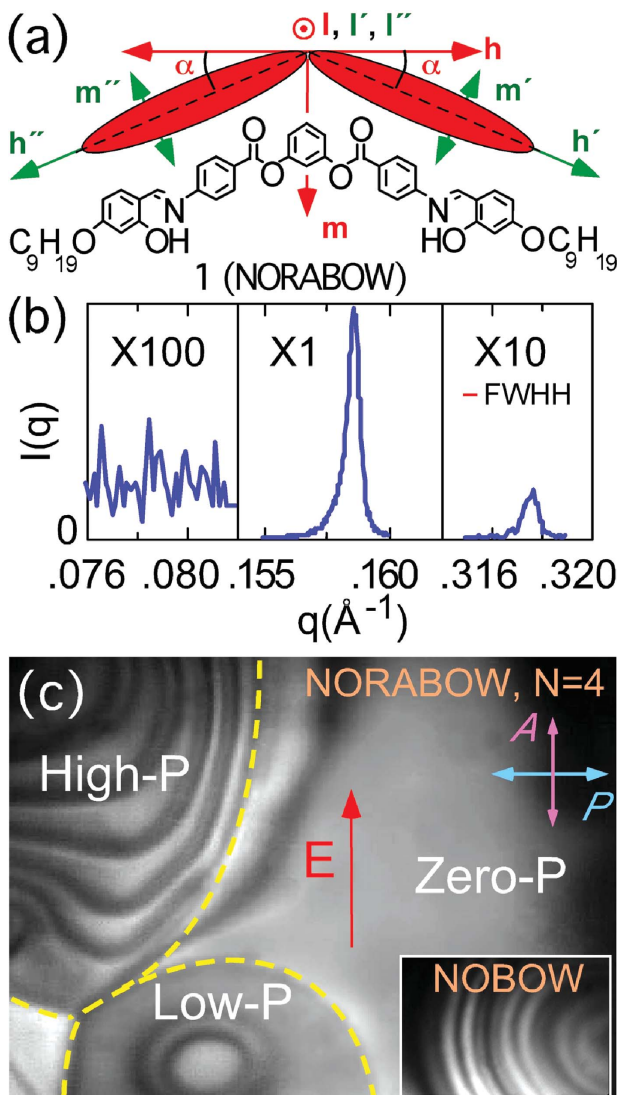 (a)
l, l´, l´´
h
α
α
m´´
m´
h´´
h´
O
O
O
O
N
N
C₉H₁₉O
OH
m
HO
OC₉H₁₉
1 (NORABOW)
(b)
X100
X1
X10
– FWHH
I(q)
0
.076
.080
.155
.160
.316
.320
q(Å⁻¹)
(c)
NORABOW, N=4
A
P
High-P
E
Zero-P
Low-P
NOBOW